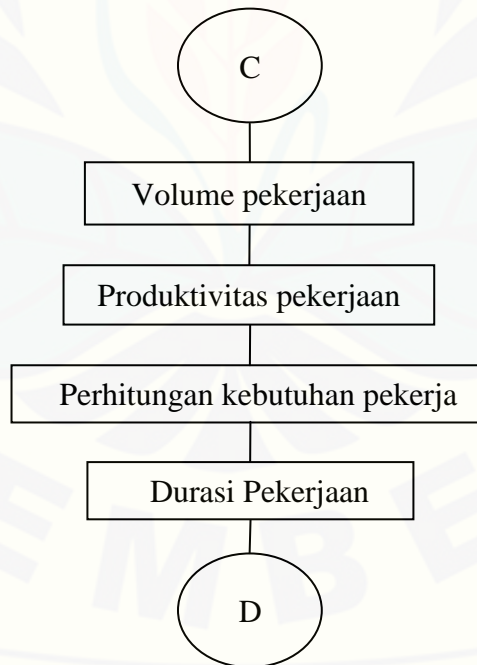 C
Volume pekerjaan
Produktivitas pekerjaan
Perhitungan kebutuhan pekerja
Durasi Pekerjaan
D